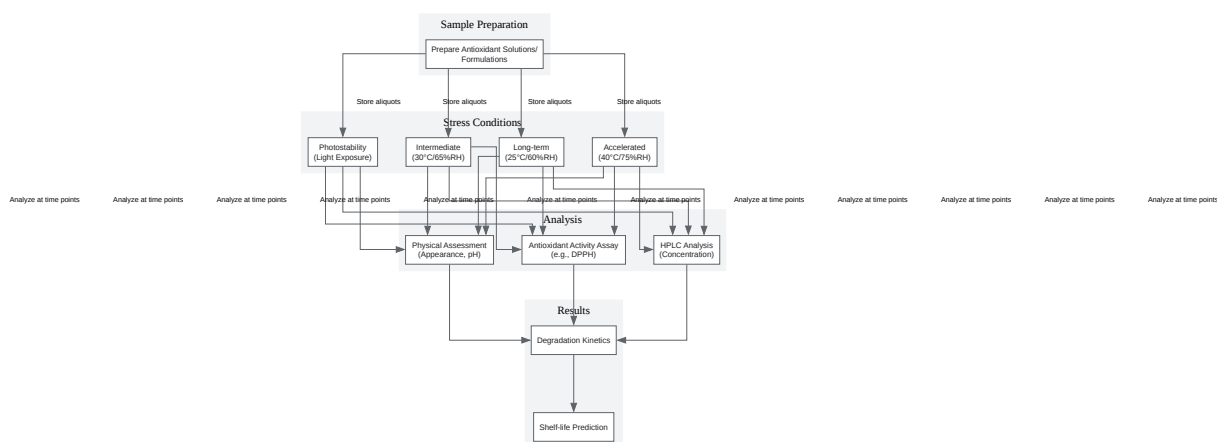 Sample Preparation
Prepare Antioxidant Solutions/
Formulations
Store aliquots
Store aliquots
Store aliquots
Store aliquots
Stress Conditions
Photostability
(Light Exposure)
Intermediate
(30°C/65%RH)
Long-term
(25°C/60%RH)
Accelerated
(40°C/75%RH)
Analyze at time points
Analyze at time points
Analyze at time points
Analyze at time points
Analyze at time points
Analyze at time points
Analyze at time points
Analyze at time points
Analyze at time points
Analyze at time points
Analyze at time points
Analyze at time points
Analysis
Physical Assessment
(Appearance, pH)
Antioxidant Activity Assay
(e.g., DPPH)
HPLC Analysis
(Concentration)
Results
Degradation Kinetics
Shelf-life Prediction